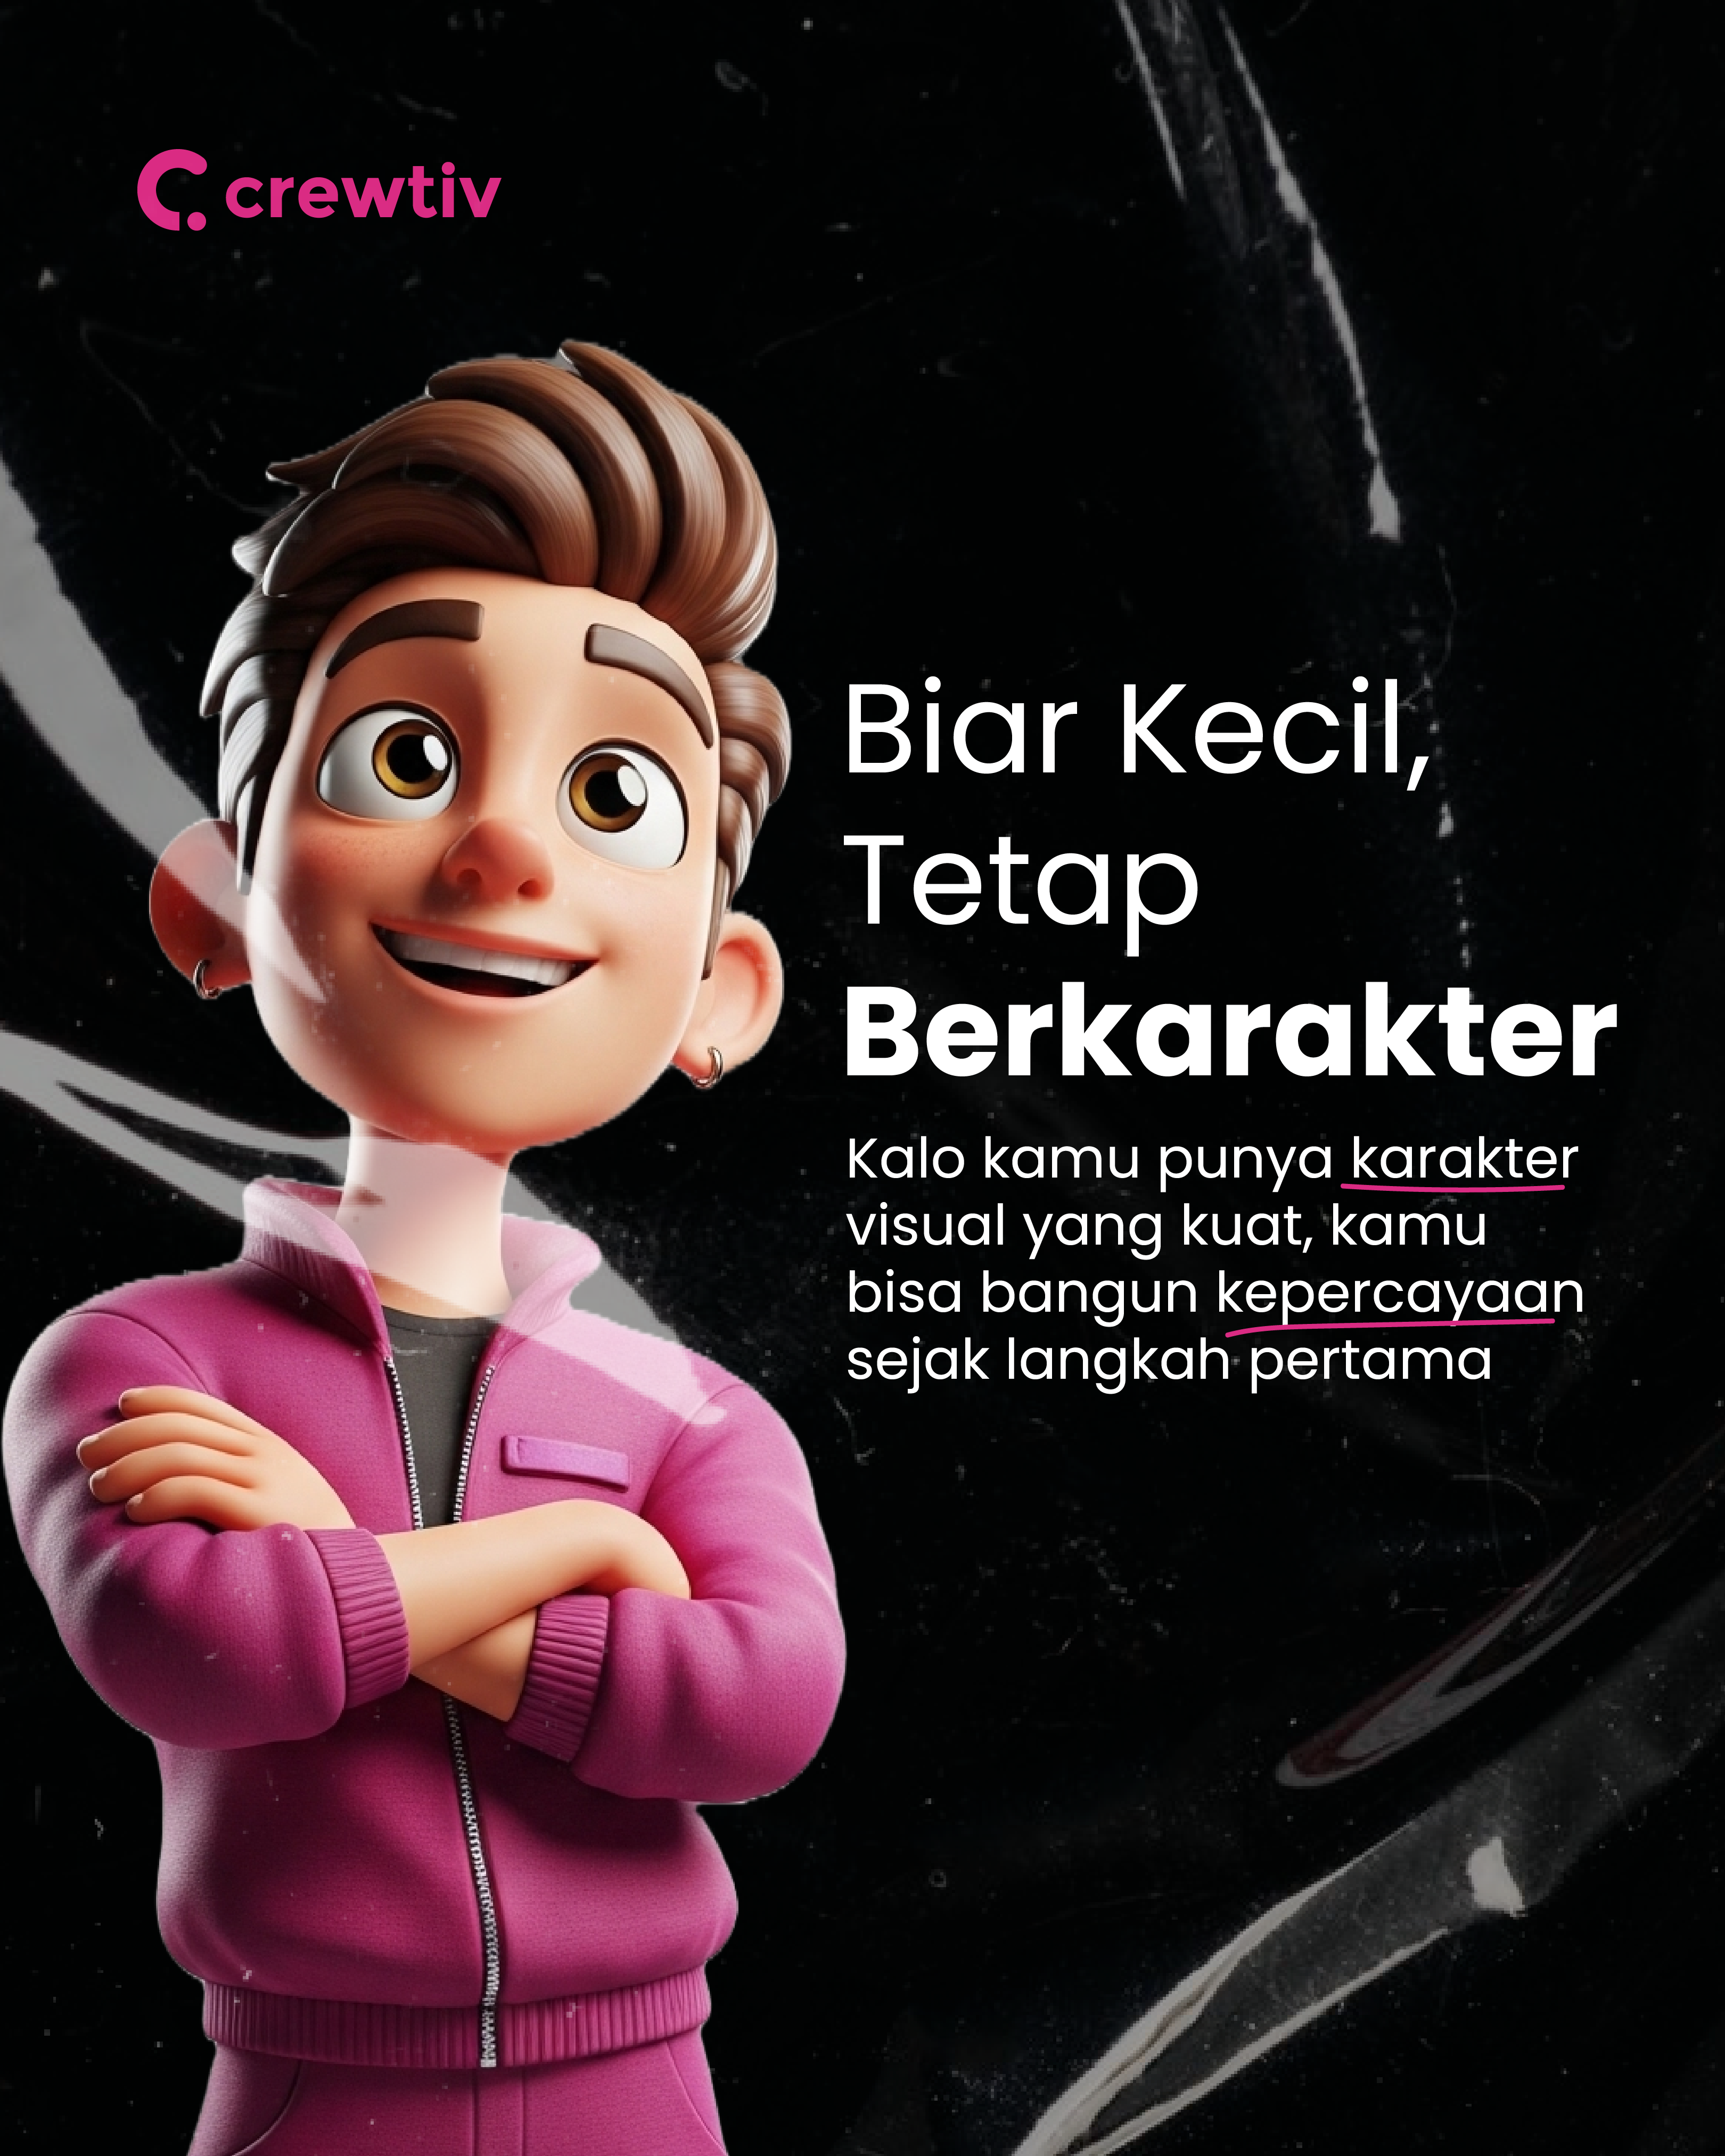 crewtiv
Biar Kecil,
Tetap
Berkarakter
Kalo kamu punya karakter
visual yang kuat, kamu
bisa bangun kepercayaan
sejak langkah pertama